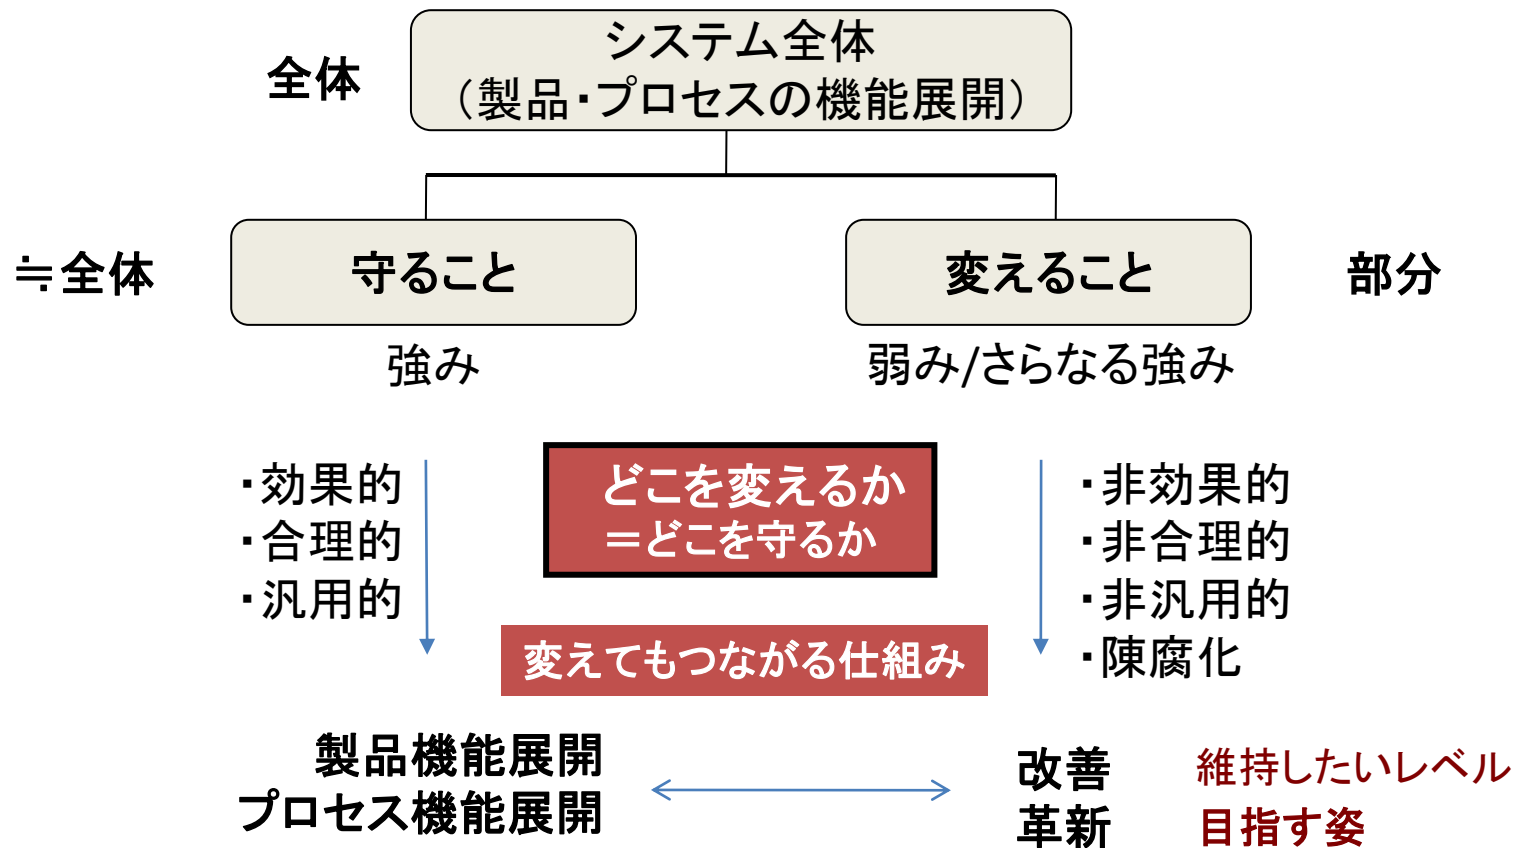 全体
システム全体
（製品・プロセスの機能展開）
≒全体
守ること
変えること
部分
強み
弱み/さらなる強み
・効果的
・合理的
・汎用的
どこを変えるか
＝どこを守るか
変えてもつながる仕組み
・非効果的
・非合理的
・非汎用的
・陳腐化
製品機能展開
プロセス機能展開
改善
革新
維持したいレベル
目指す姿